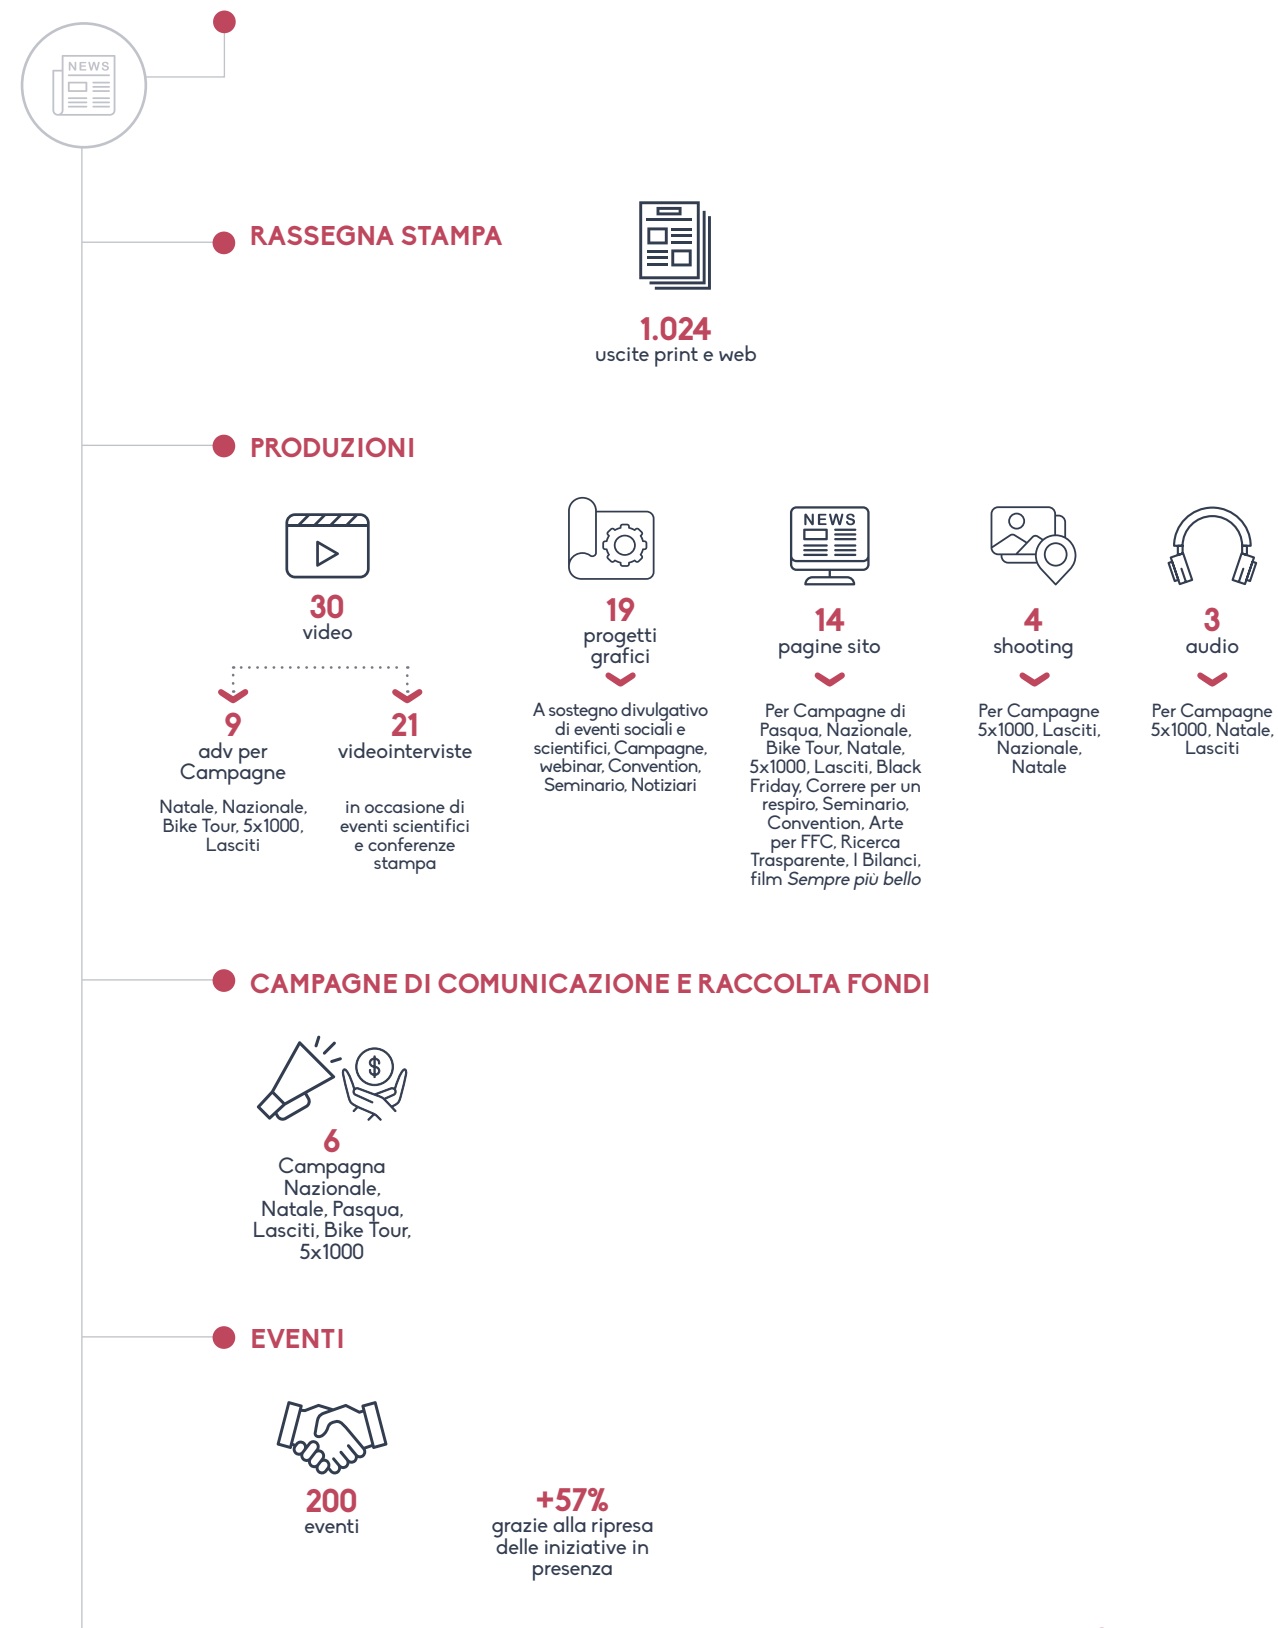 NEWS
RASSEGNA STAMPA
1.024
uscite print e web
PRODUZIONI
30
video
9
adv per
Campagne
Natale, Nazionale,
Bike Tour, 5x1000,
Lasciti
21
videointerviste
in occasione di
eventi scientifici
e conferenze
stampa
19
progetti
grafici
A sostegno divulgativo
di eventi sociali e
scientifici, Campagne,
webinar, Convention,
Seminario, Notiziari
NEWS
14
pagine sito
Per Campagne di
Pasqua, Nazionale,
Bike Tour, Natale,
5x1000, Lasciti, Black
Friday, Correre per un
respiro, Seminario,
Convention, Arte
per FFC, Ricerca
Trasparente, I Bilanci,
film Sempre più bello
4
shooting
Per Campagne
5x1000, Lasciti,
Nazionale,
Natale
3
audio
Per Campagne
5x1000, Natale,
Lasciti
CAMPAGNE DI COMUNICAZIONE E RACCOLTA FONDI
$
6
Campagna
Nazionale,
Natale, Pasqua,
Lasciti, Bike Tour,
5x1000
EVENTI
200
eventi
+57%
grazie alla ripresa
delle iniziative in
presenza